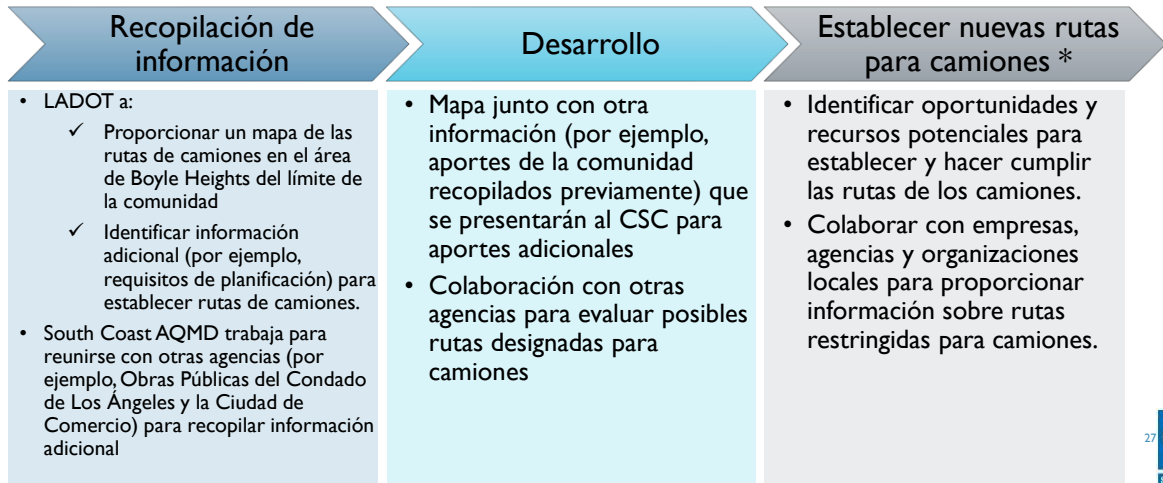 Recopilación de
información
• LADOT a:
✓ Proporcionar un mapa de las
rutas de camiones en el área
de Boyle Heights del límite de
la comunidad
✓ Identificar información
adicional (por ejemplo,
requisitos de planificación) para
establecer rutas de camiones.
• South Coast AQMD trabaja para
reunirse con otras agencias (por
ejemplo, Obras Públicas del Condado
de Los Ángeles y la Ciudad de
Comercio) para recopilar información
adicional
Desarrollo
• Mapa junto con otra
información (por ejemplo,
aportes de la comunidad
recopilados previamente) que
se presentarán al CSC para
aportes adicionales
• Colaboración con otras
agencias para evaluar posibles
rutas designadas para
camiones
Establecer nuevas rutas
para camiones *
• Identificar oportunidades y
recursos potenciales para
establecer y hacer cumplir
las rutas de los camiones.
• Colaborar con empresas,
agencias y organizaciones
locales para proporcionar
información sobre rutas
restringidas para camiones.
27